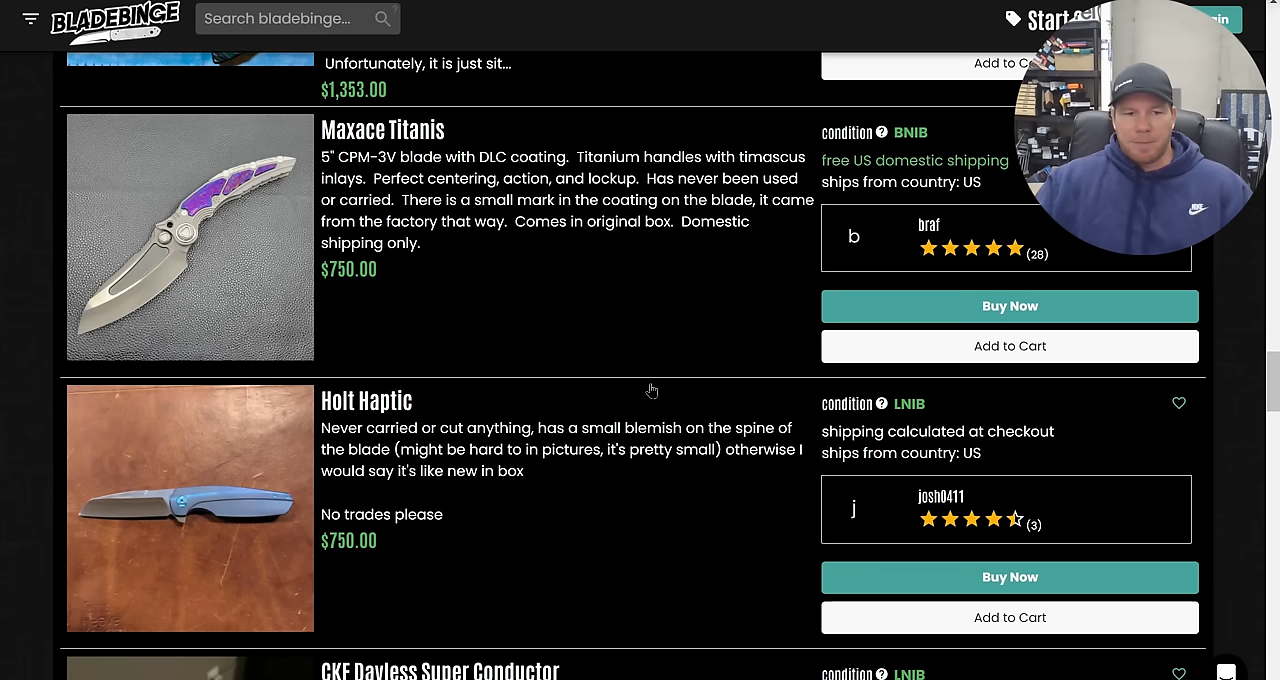 BLADEBINGE
Search bladebinge...
Start
Unfortunately, it is just sit...
$1,353.00
Maxace Titanis
5" CPM-3V blade with DLC coating. Titanium handles with timascus
inlays. Perfect centering, action, and lockup. Has never been used
or carried. There is a small mark in the coating on the blade, it came
from the factory that way. Comes in original box. Domestic
shipping only.
$750.00
condition ? BNIB
free US domestic shipping
ships from country: US
b
braf
(28)
Buy Now
Add to Cart
Holt Haptic
Never carried or cut anything, has a small blemish on the spine of
the blade (might be hard to in pictures, it's pretty small) otherwise I
would say it's like new in box
No trades please
$750.00
condition ? LNIB
shipping calculated at checkout
ships from country: US
j
josh0411
(3)
Buy Now
Add to Cart
CKF Dayless Super Conductor
condition ? LNIB